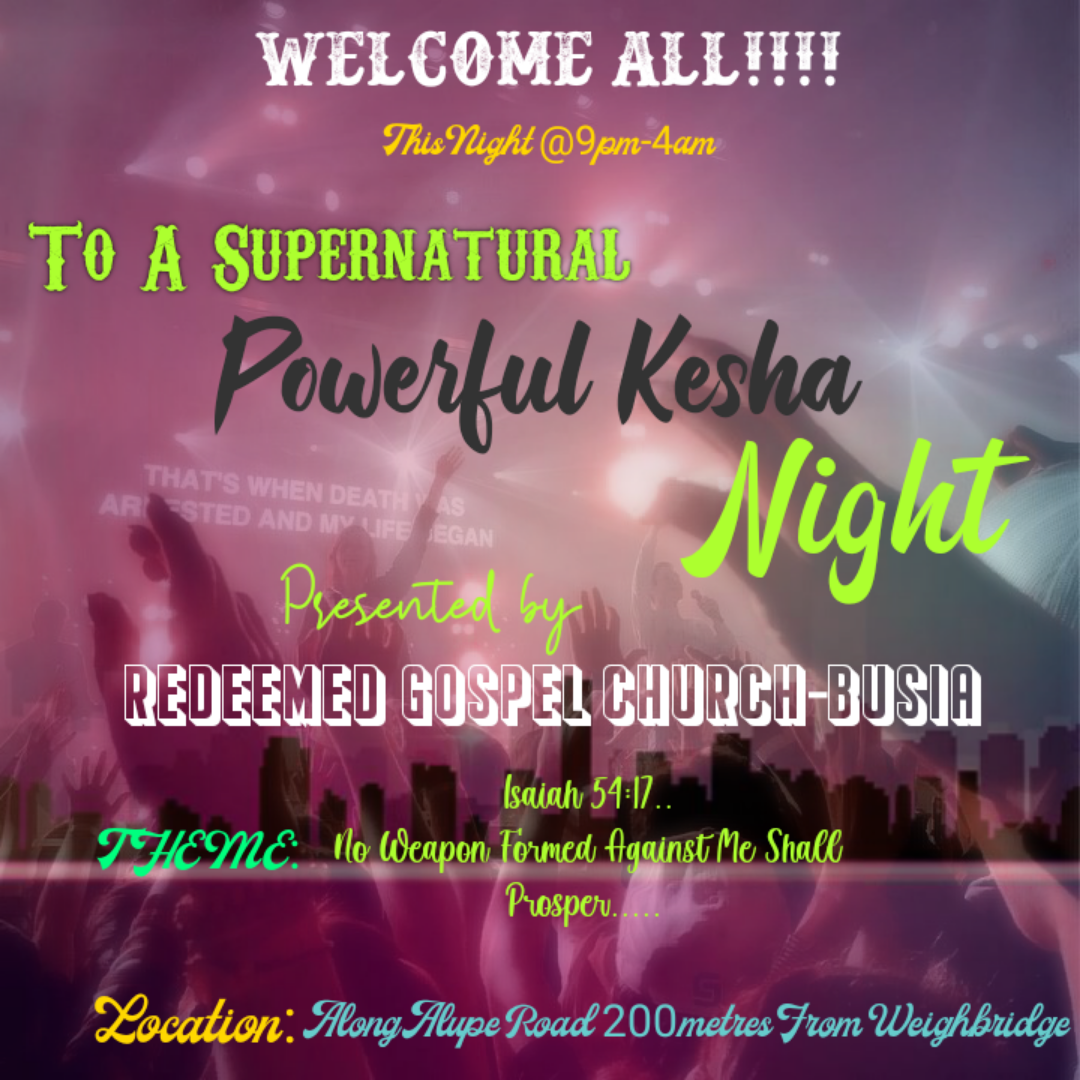 WELCOME ALL!!!!
This Night @9pm-4am
To A Supernatural
Powerful Kesha
Night
THAT'S WHEN DEATH WAS
ARRESTED AND MY LIFE BEGAN
Presented by
REDEEMED GOSPEL CHURCH-BUSIA
Isaiah 54:17..
THEME: No Weapon Formed Against Me Shall
Prosper.....
Location: Along Alupe Road 200metres From Weighbridge